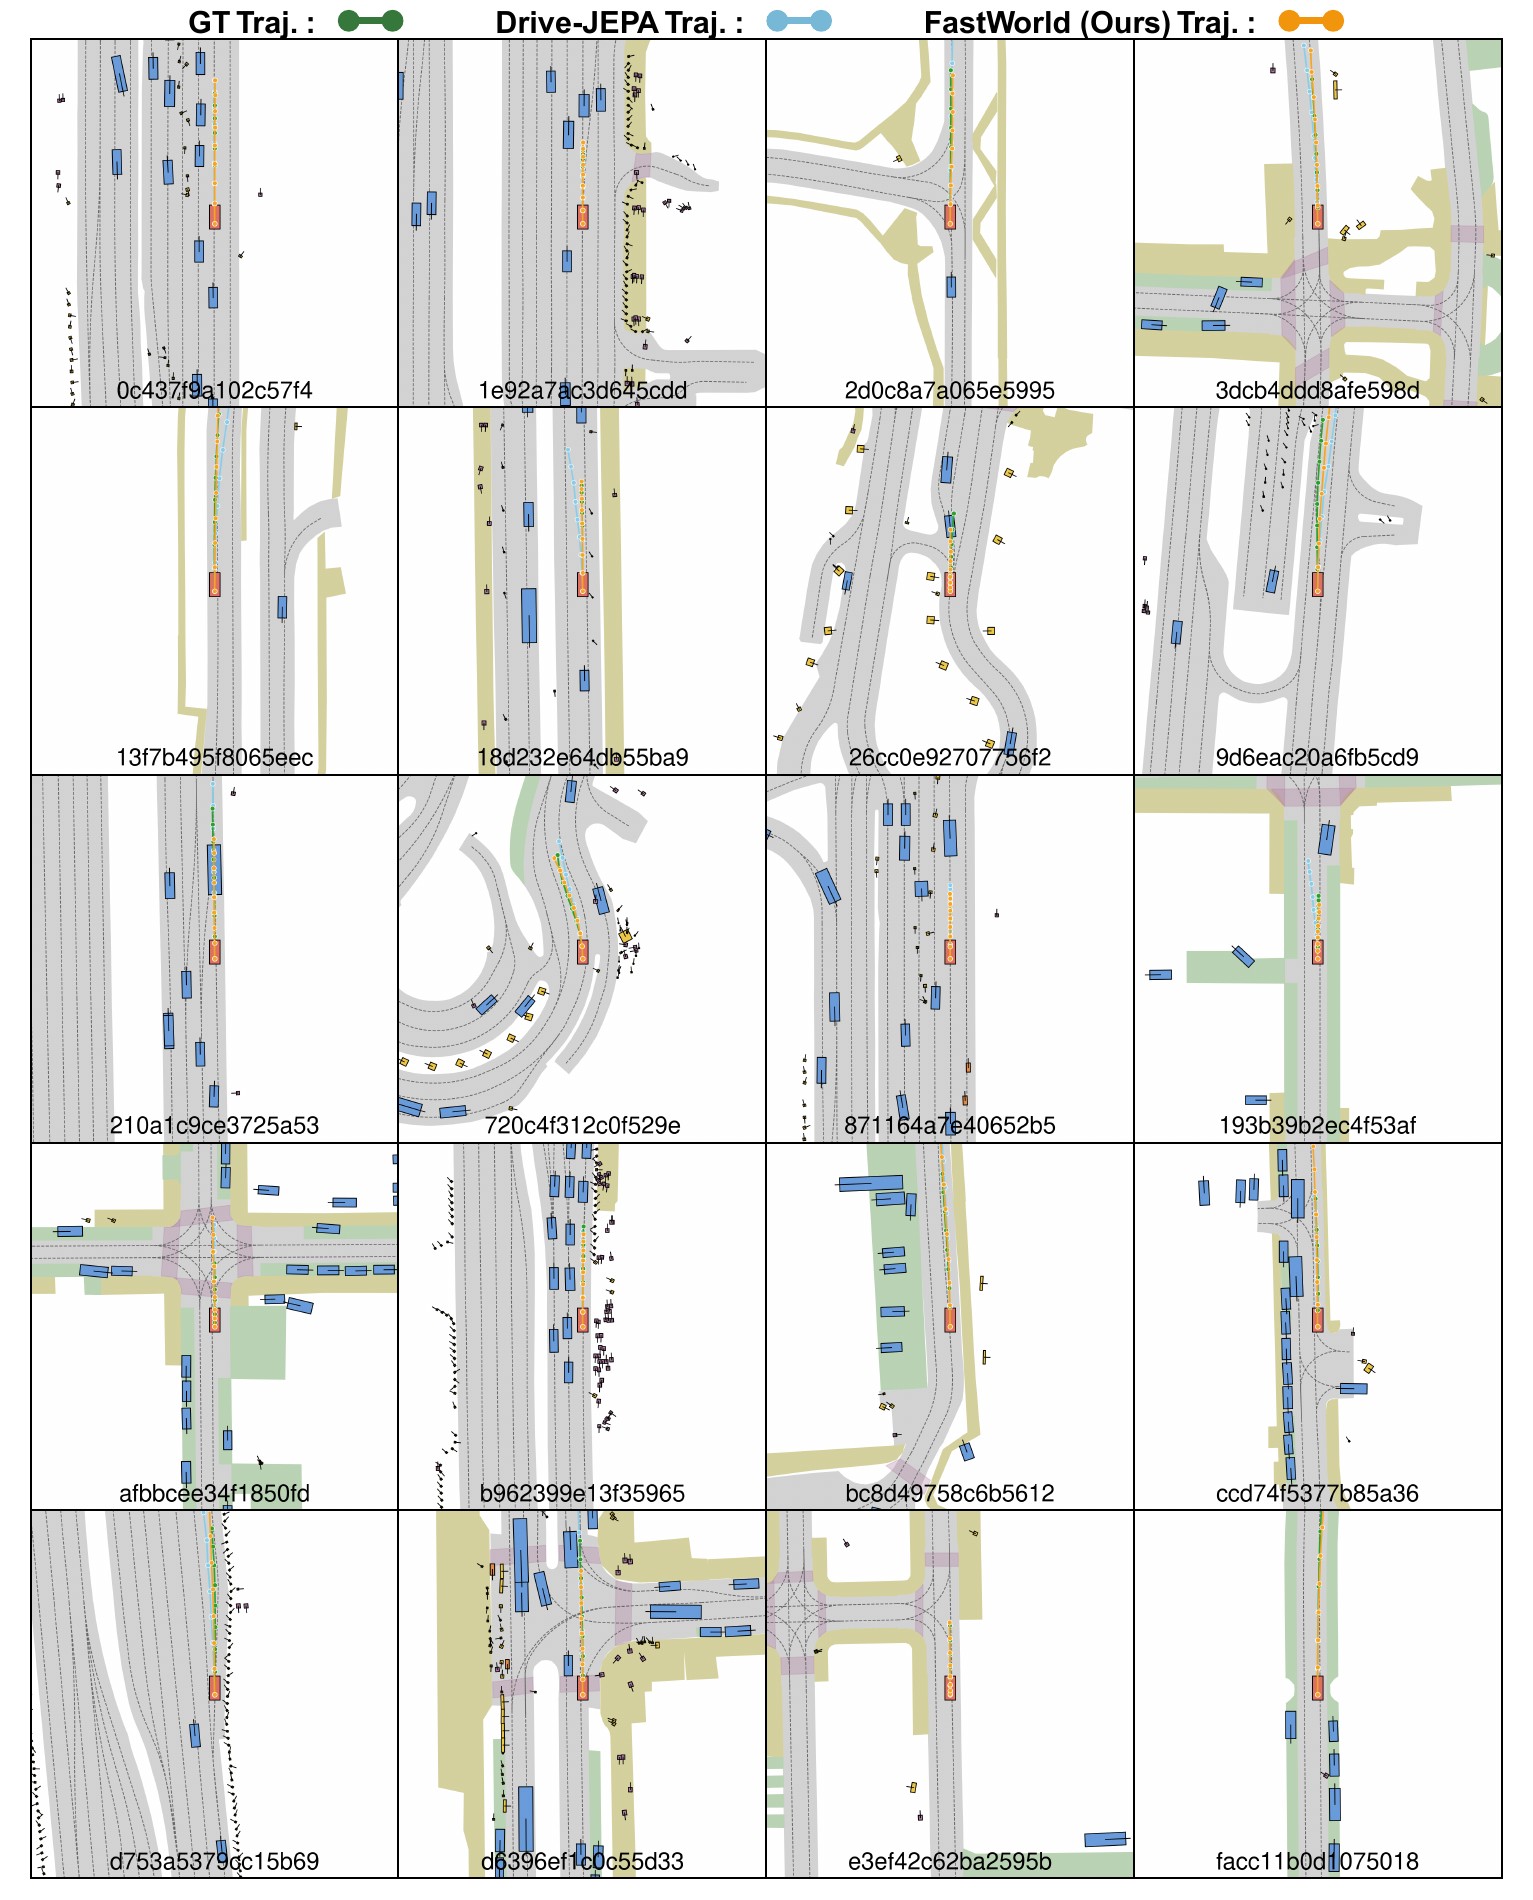 GT Traj. : Drive-JEPA Traj. : FastWorld (Ours) Traj. :
0c437f9a102c57f4 1e92a7ac3d645cdd 2d0c8a7a065e5995 3dcb4ddd8afe598d
13f7b495f8065eec 18d232e64db55ba9 26cc0e92707756f2 9d6eac20a6fb5cd9
210a1c9ce3725a53 720c4f312c0f529e 871164a7e40652b5 193b39b2ec4f53af
afbbcee34f1850fd b962399e13f35965 bc8d49758c6b5612 ccd74f5377b85a36
d753a5379cc15b69 d6396ef1c0c55d33 e3ef42c62ba2595b facc11b0d1075018